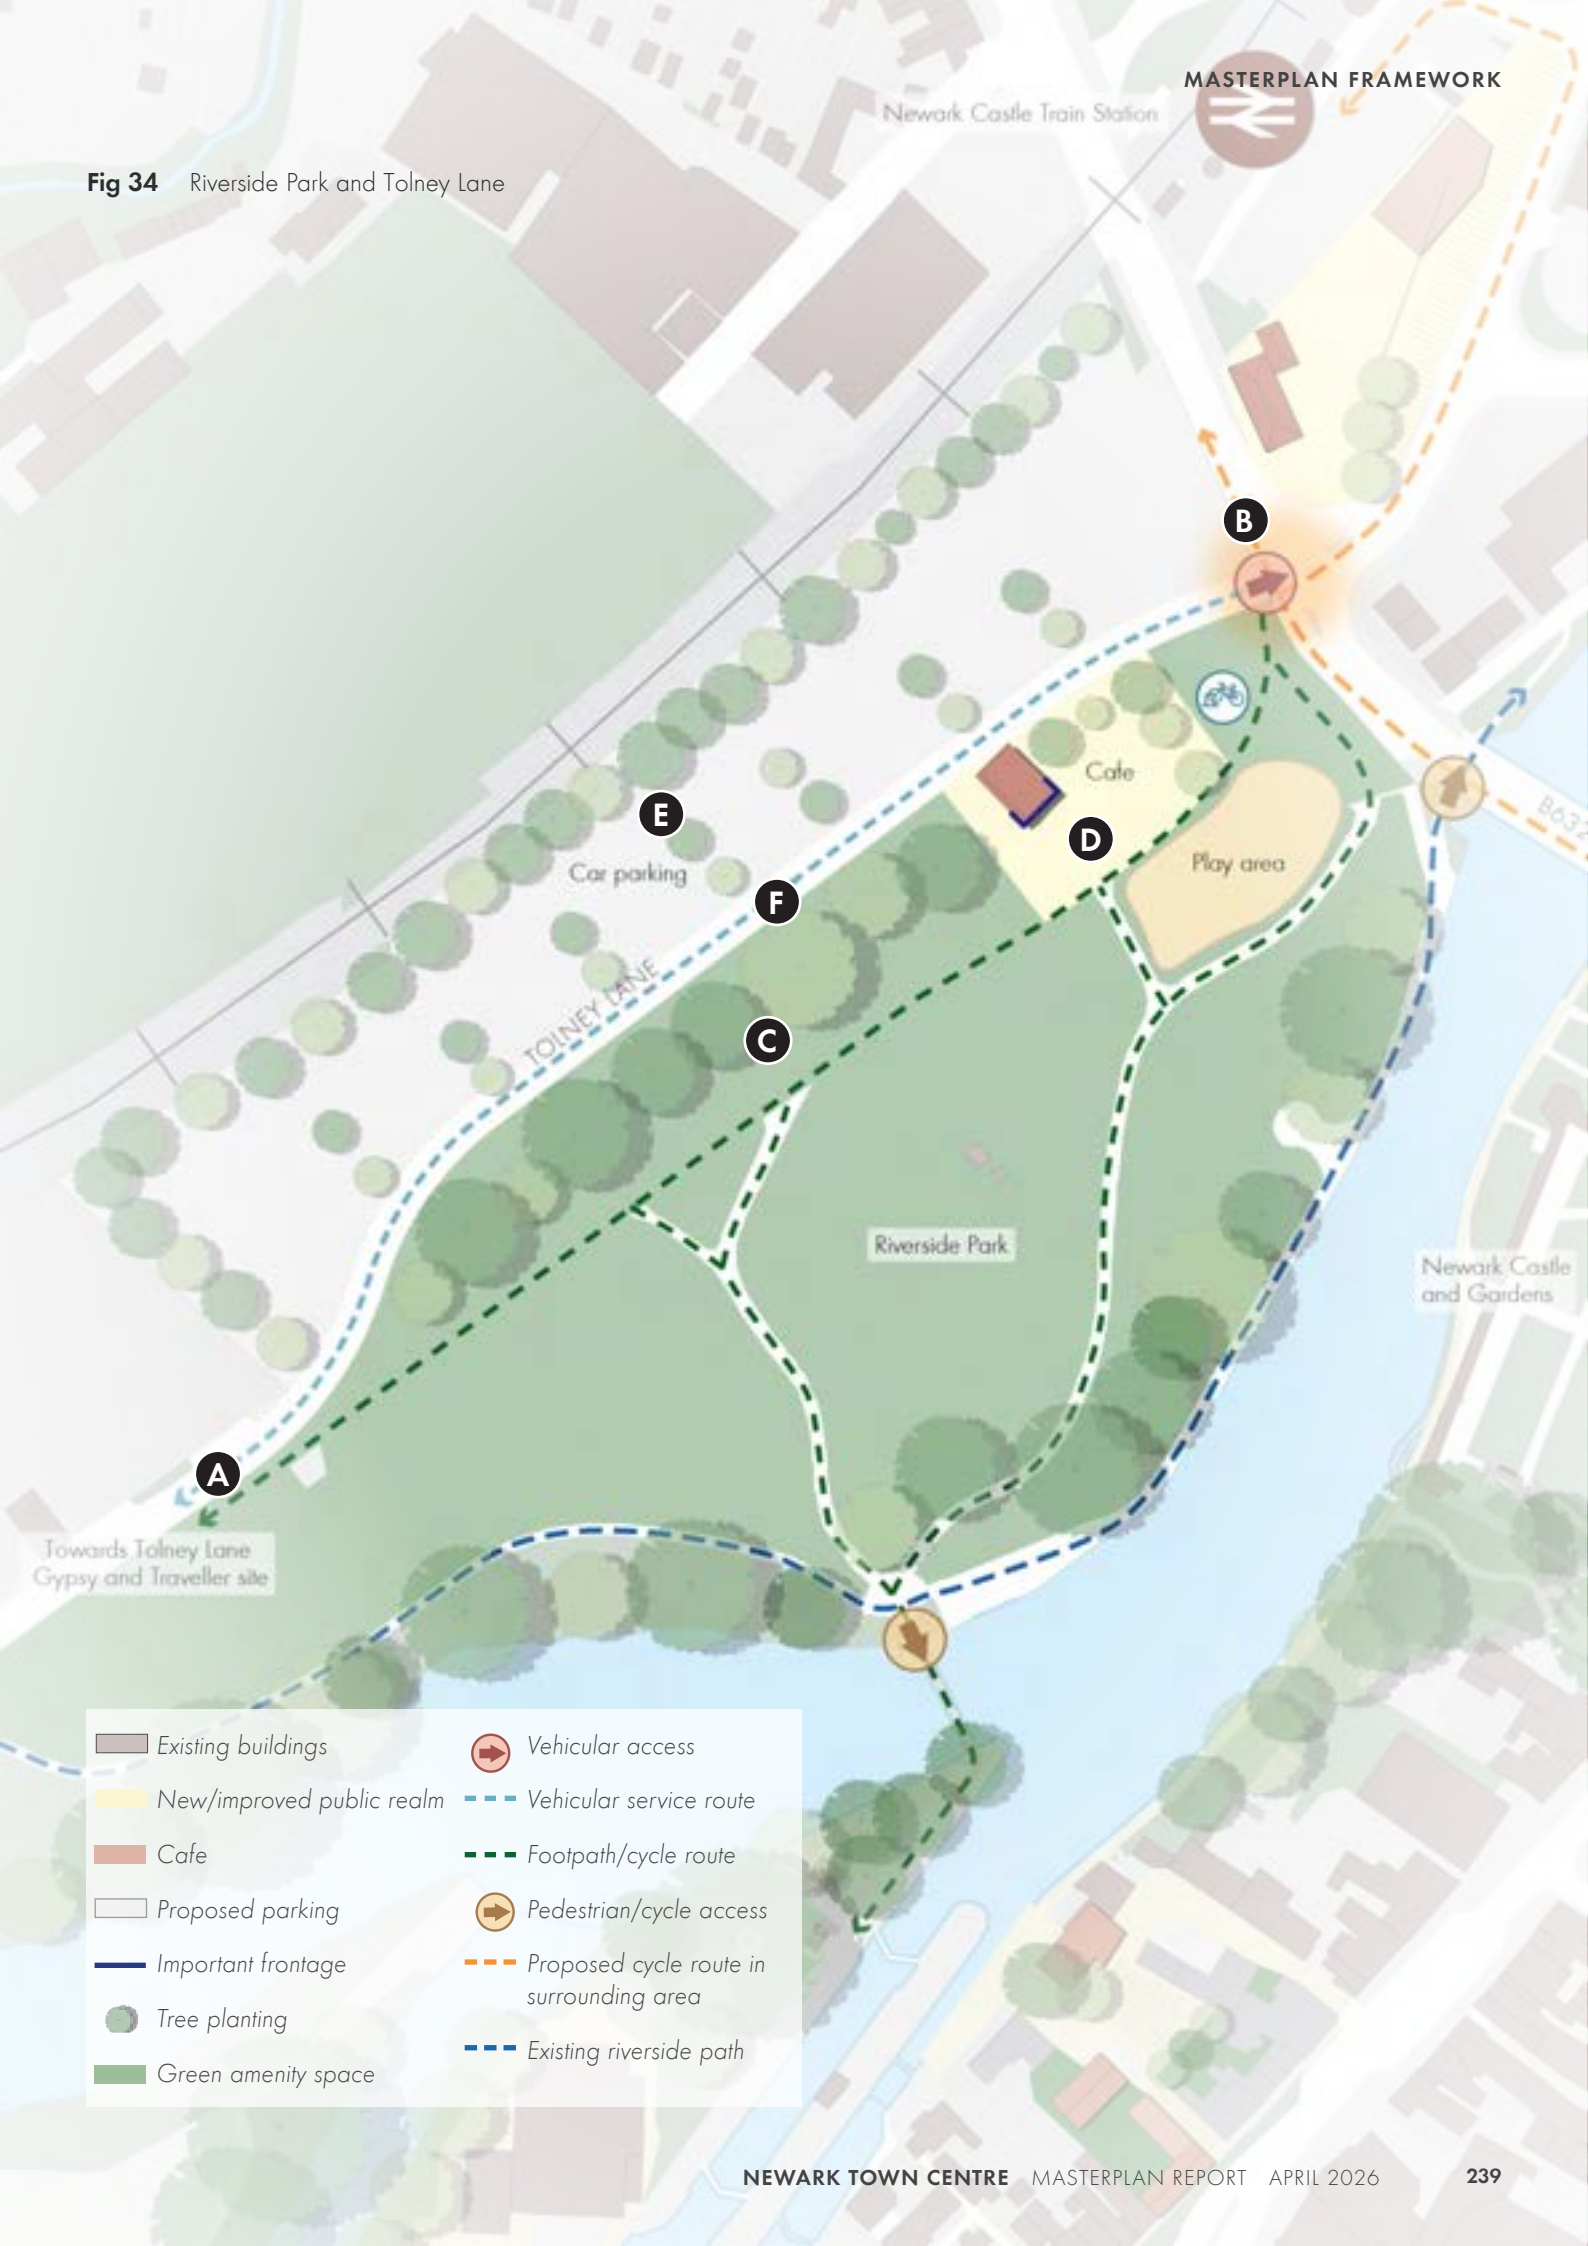 MASTERPLAN FRAMEWORK
Newark Castle Train Station
Fig 34 Riverside Park and Tolney Lane
B
Cafe
D
Play area
B632
E
Car parking
F
TOLNEY LANE
C
Riverside Park
Newark Castle
and Gardens
A
Towards Tolney Lane
Gypsy and Traveller site
Existing buildings
New/improved public realm
Cafe
Proposed parking
Important frontage
Tree planting
Green amenity space
Vehicular access
Vehicular service route
Footpath/cycle route
Pedestrian/cycle access
Proposed cycle route in
surrounding area
Existing riverside path
NEWARK TOWN CENTRE MASTERPLAN REPORT APRIL 2026 239